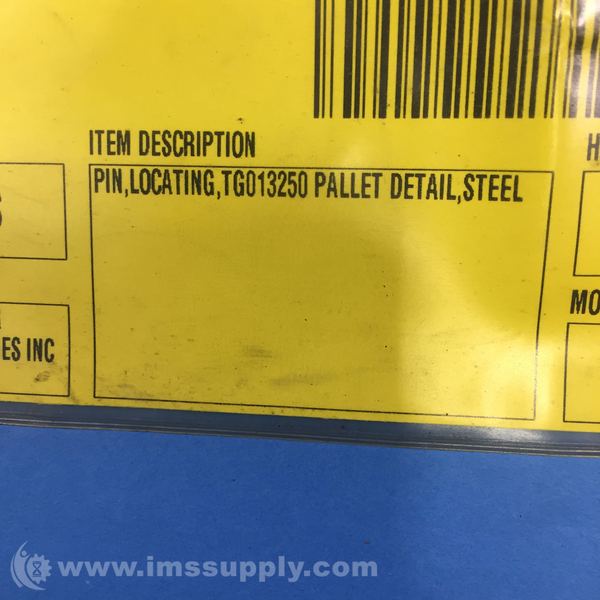 ITEM DESCRIPTION
PIN,LOCATING,TG013250 PALLET DETAIL,STEEL
MO
ES INC
www.imssupply.com